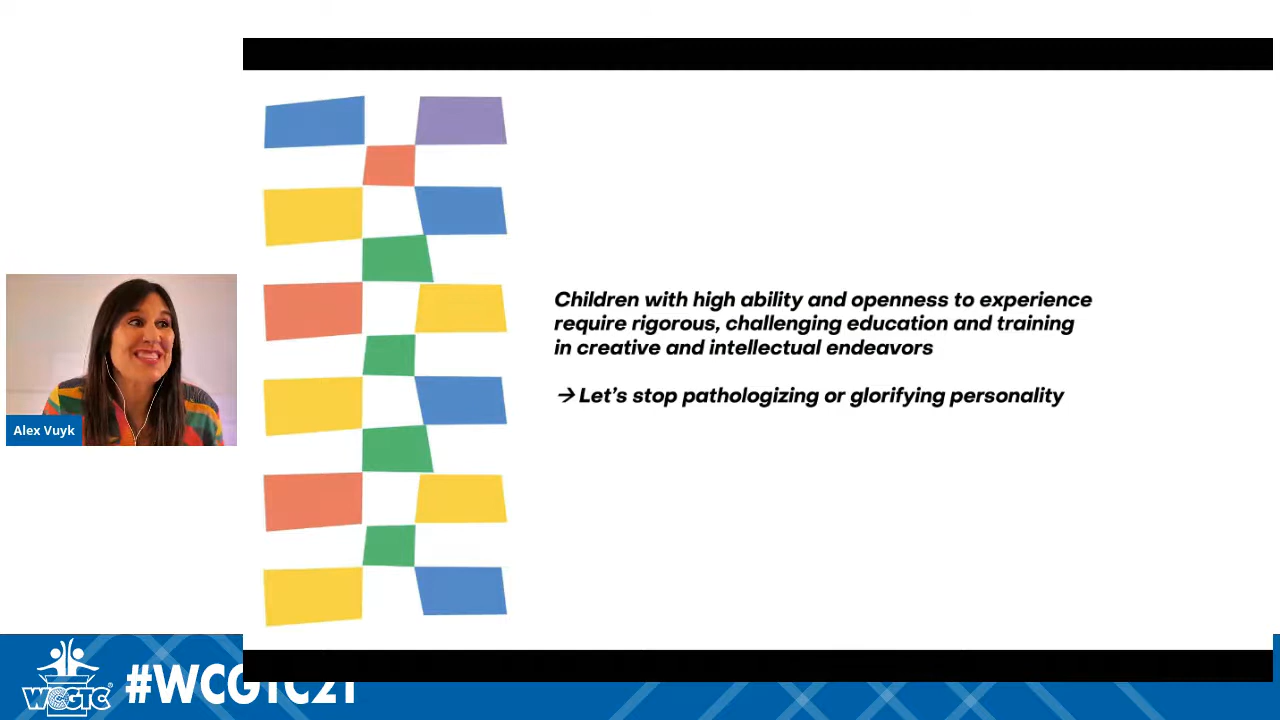 Children with high ability and openness to experience
require rigorous, challenging education and training
in creative and intellectual endeavors
→ Let’s stop pathologizing or glorifying personality
Alex Vuyk
WCGTC
#WCGTC21